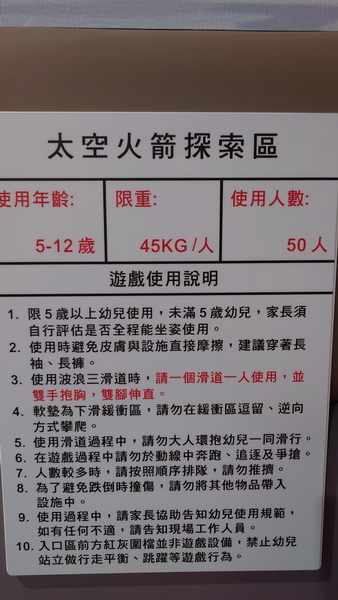 太空火箭探索區
使用年齡:
5-12 歲
限重:
45KG /人
使用人數:
50 人
遊戲使用說明
1. 限5歲以上幼兒使用，未滿5歲幼兒，家長須
自行評估是否全程能坐姿使用。
2. 使用時避免皮膚與設施直接摩擦，建議穿著長
袖、長褲。
3. 使用波浪三滑道時，請一個滑道一人使用，並
雙手抱胸，雙腳伸直。
4. 軟墊為下滑緩衝區，請勿在緩衝區逗留、逆向
方式攀爬。
5. 使用滑道過程中，請勿大人環抱幼兒一同滑行。
6. 在遊戲過程中請勿於動線中奔跑、追逐及爭搶。
7. 人數較多時，請按照順序排隊，請勿推擠。
8. 為了避免跌倒時撞傷，請勿將其他物品帶入
設施中。
9. 使用過程中，請家長協助告知幼兒使用規範，
如有任何不適，請告知現場工作人員。
10. 入口區前方紅灰圍檔並非遊戲設備，禁止幼兒
站立做行走平衡、跳躍等遊戲行為。